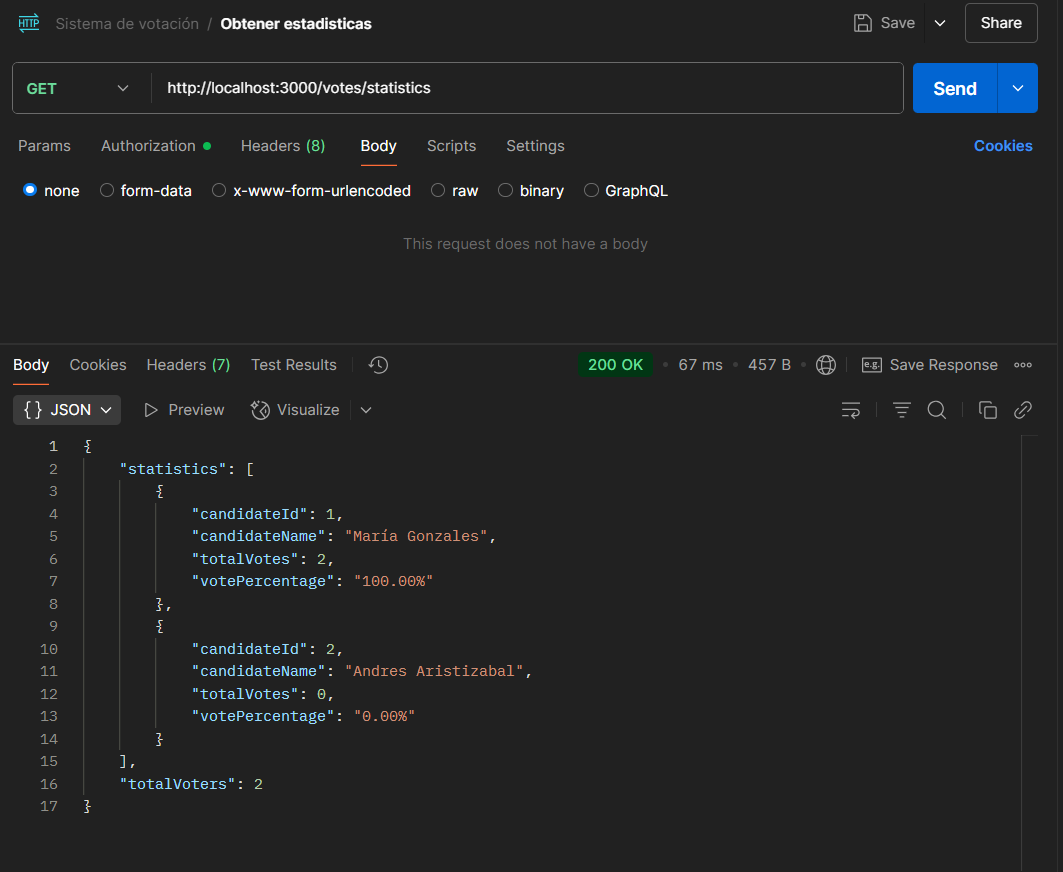 HTTP Sistema de votación / Obtener estadisticas Save Share
GET http://localhost:3000/votes/statistics Send
Params Authorization Headers (8) Body Scripts Settings Cookies
none form-data x-www-form-urlencoded raw binary GraphQL
This request does not have a body
Body Cookies Headers (7) Test Results 200 OK • 67 ms • 457 B • e.g. Save Response
{} JSON Preview Visualize
1 {
2 "statistics": [
3 {
4 "candidateId": 1,
5 "candidateName": "María Gonzales",
6 "totalVotes": 2,
7 "votePercentage": "100.00%"
8 },
9 {
10 "candidateId": 2,
11 "candidateName": "Andres Aristizabal",
12 "totalVotes": 0,
13 "votePercentage": "0.00%"
14 }
15 ],
16 "totalVoters": 2
17 }